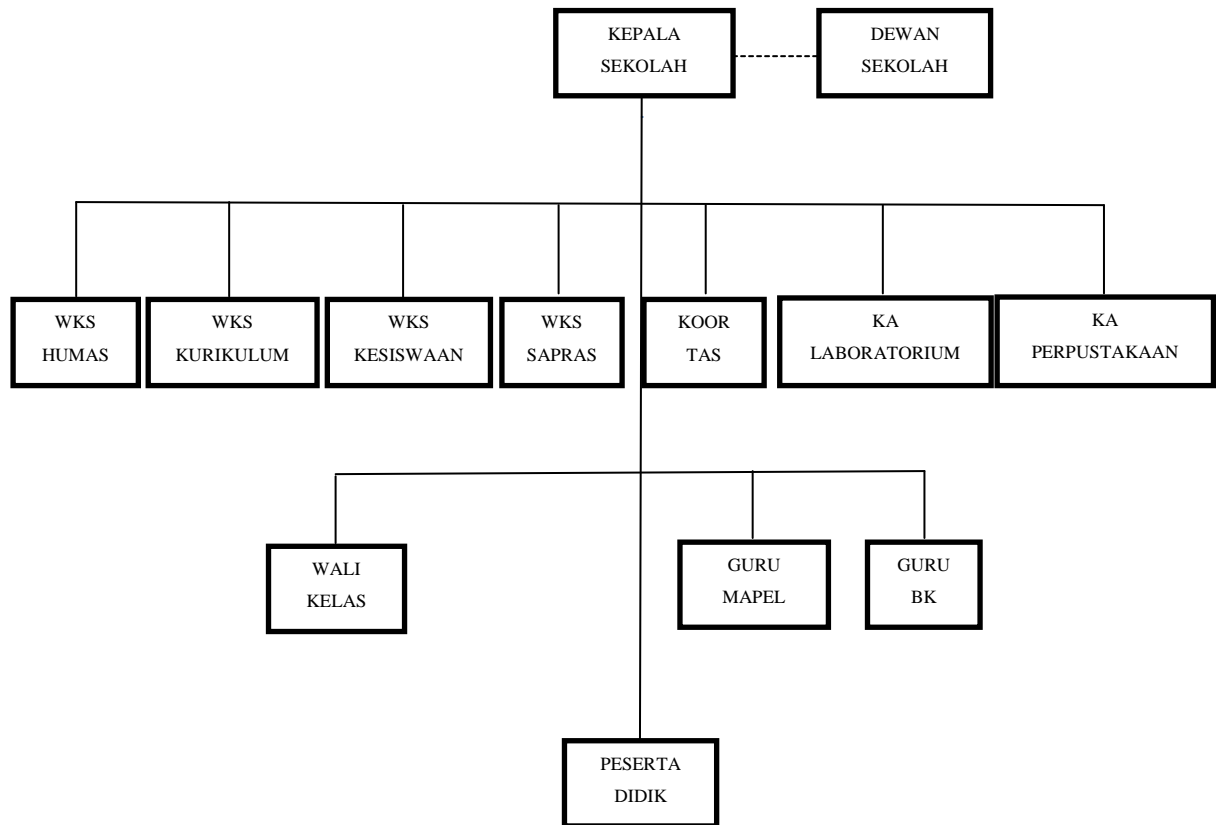 KEPALA
SEKOLAH
DEWAN
SEKOLAH
WKS
HUMAS
WKS
KURIKULUM
WKS
KESISWAAN
WKS
SAPRAS
KOOR
TAS
KA
LABORATORIUM
KA
PERPUSTAKAAN
WALI
KELAS
GURU
MAPEL
GURU
BK
PESERTA
DIDIK